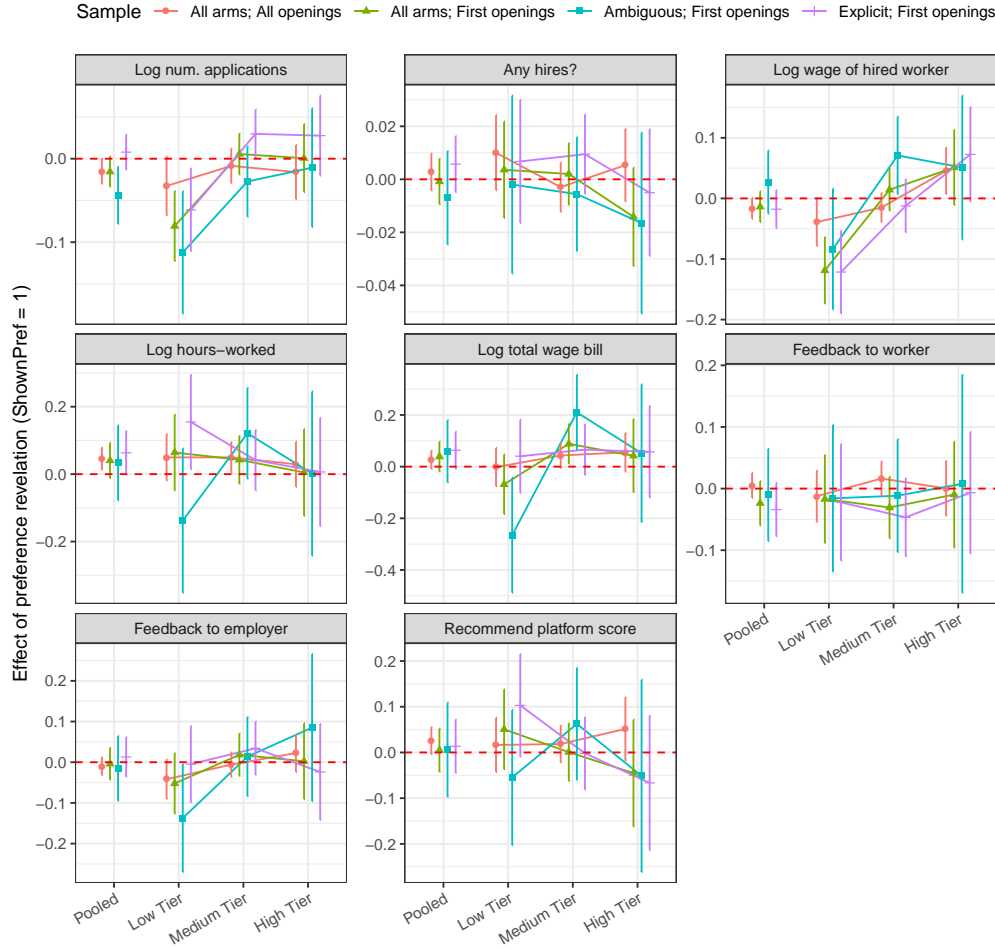 Sample All arms; All openings All arms; First openings Ambiguous; First openings Explicit; First openings
Effect of preference revelation (ShownPref = 1)
Log num. applications
0.0
−0.1
Any hires?
0.02
0.00
−0.02
−0.04
Log wage of hired worker
0.1
0.0
−0.1
−0.2
Log hours−worked
0.2
0.0
−0.2
Log total wage bill
0.2
0.0
−0.2
−0.4
Feedback to worker
0.2
0.1
0.0
−0.1
Pooled
Low Tier
Medium Tier
High Tier
Feedback to employer
0.2
0.1
0.0
−0.1
−0.2
Pooled
Low Tier
Medium Tier
High Tier
Recommend platform score
0.2
0.1
0.0
−0.1
−0.2
Pooled
Low Tier
Medium Tier
High Tier